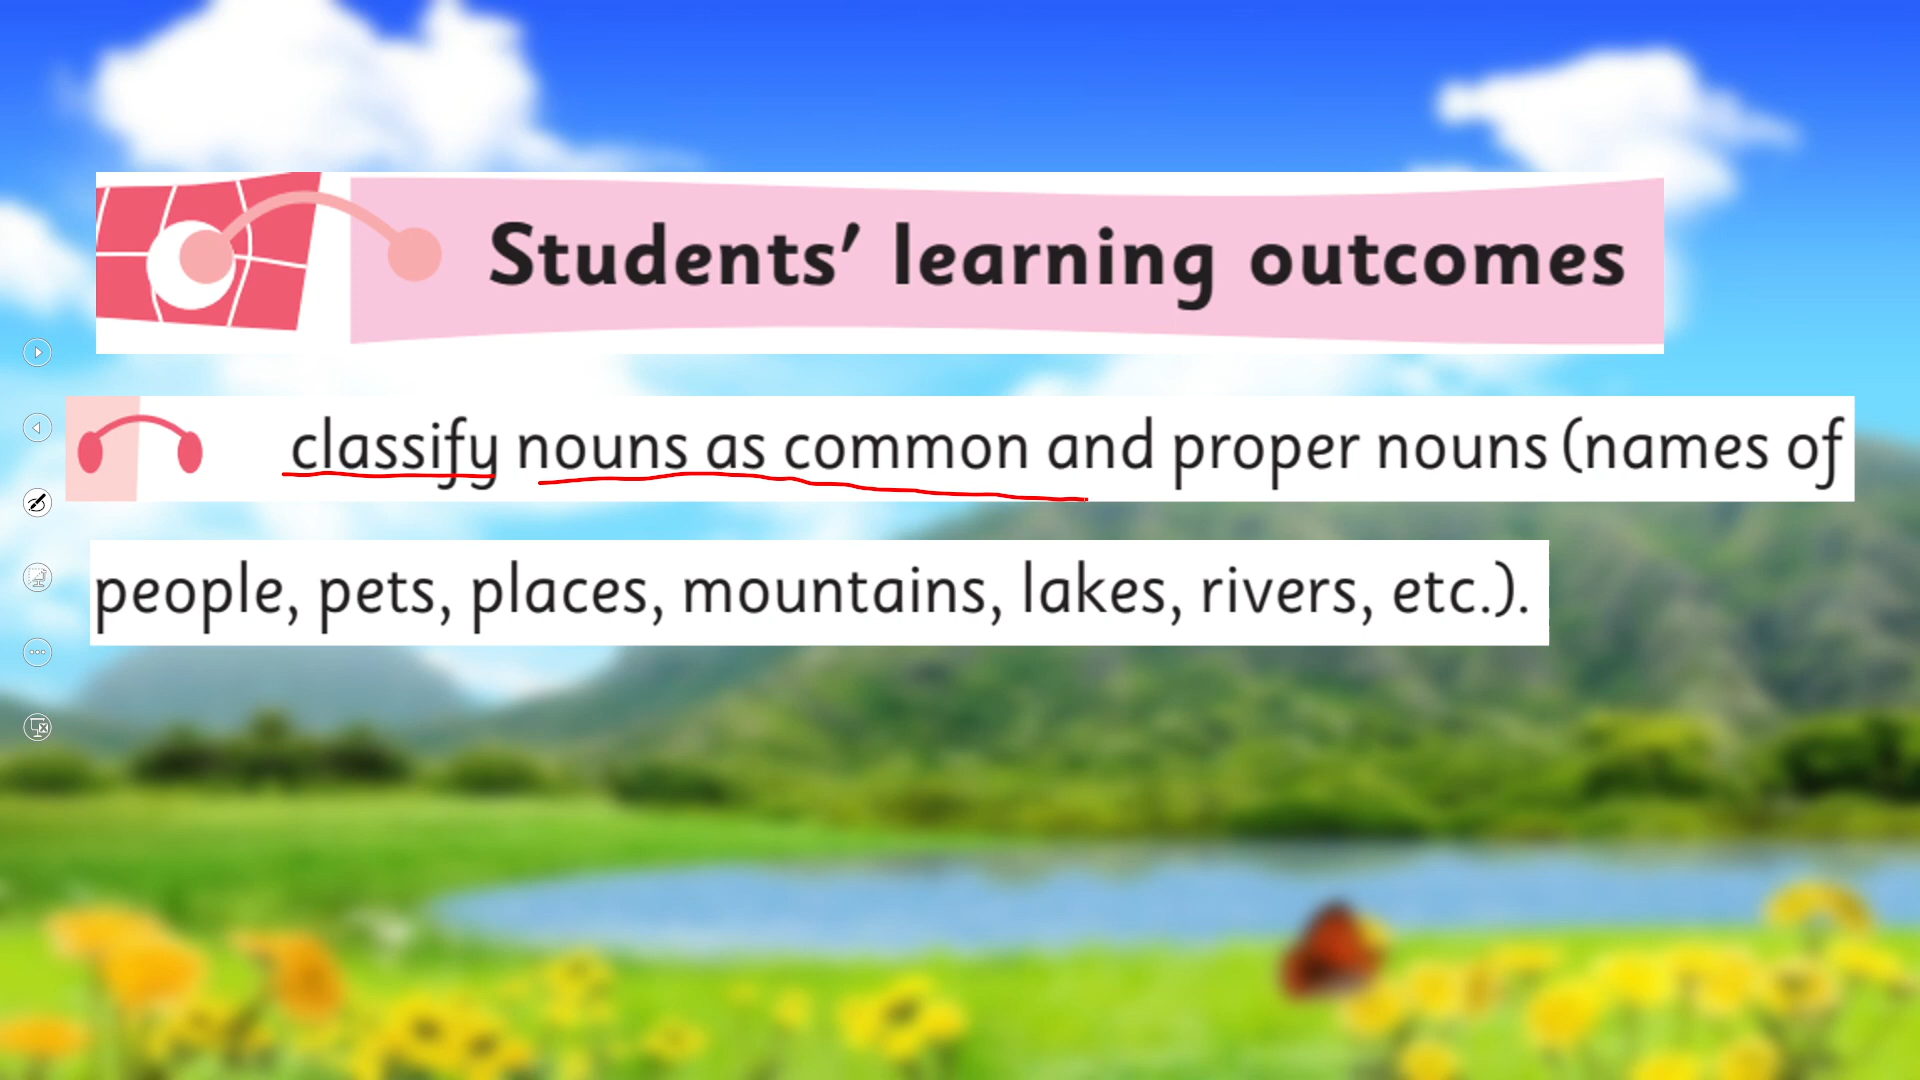 Students’ learning outcomes
classify nouns as common and proper nouns (names of
people, pets, places, mountains, lakes, rivers, etc.).